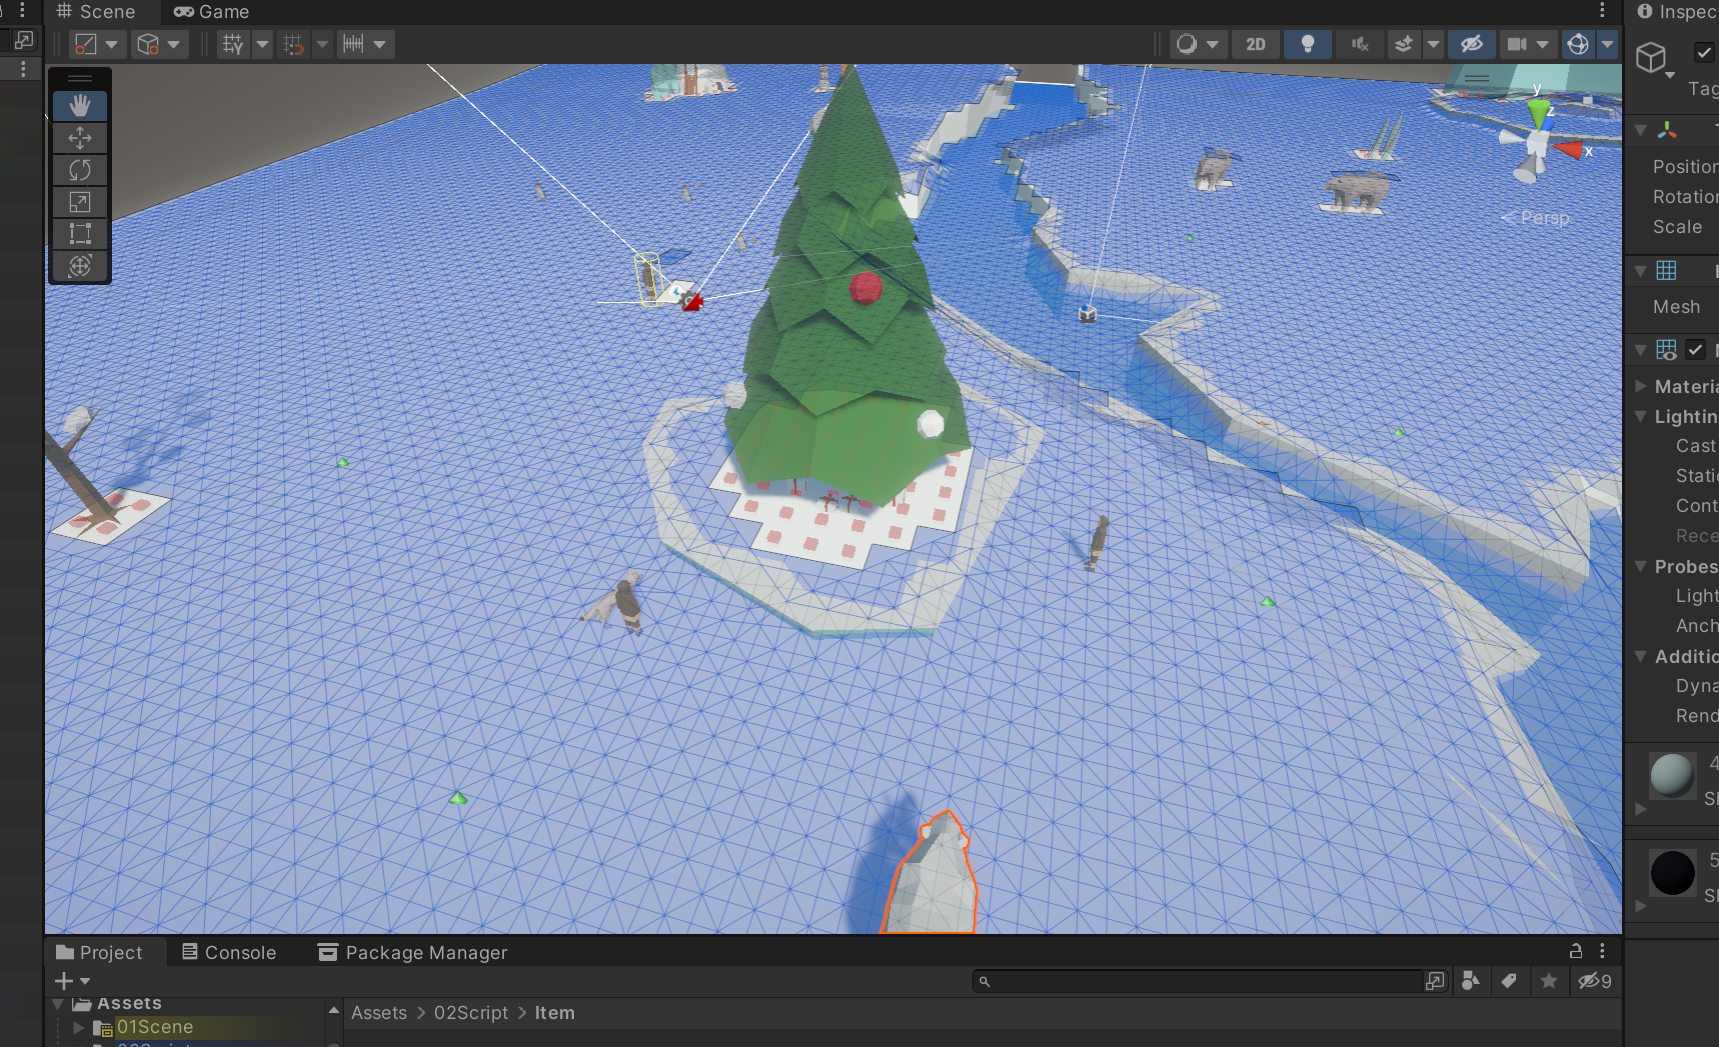 Scene
Game
Inspec
2D
Tag
y
z
x
Persp
Position
Rotation
Scale
Mesh
Materia
Lightin
Cast
Static
Cont
Rece
Probes
Light
Anch
Additio
Dyna
Rend
4
Sh
5
Sh
Project
Console
Package Manager
9
Assets
01Scene
Assets > 02Script > Item